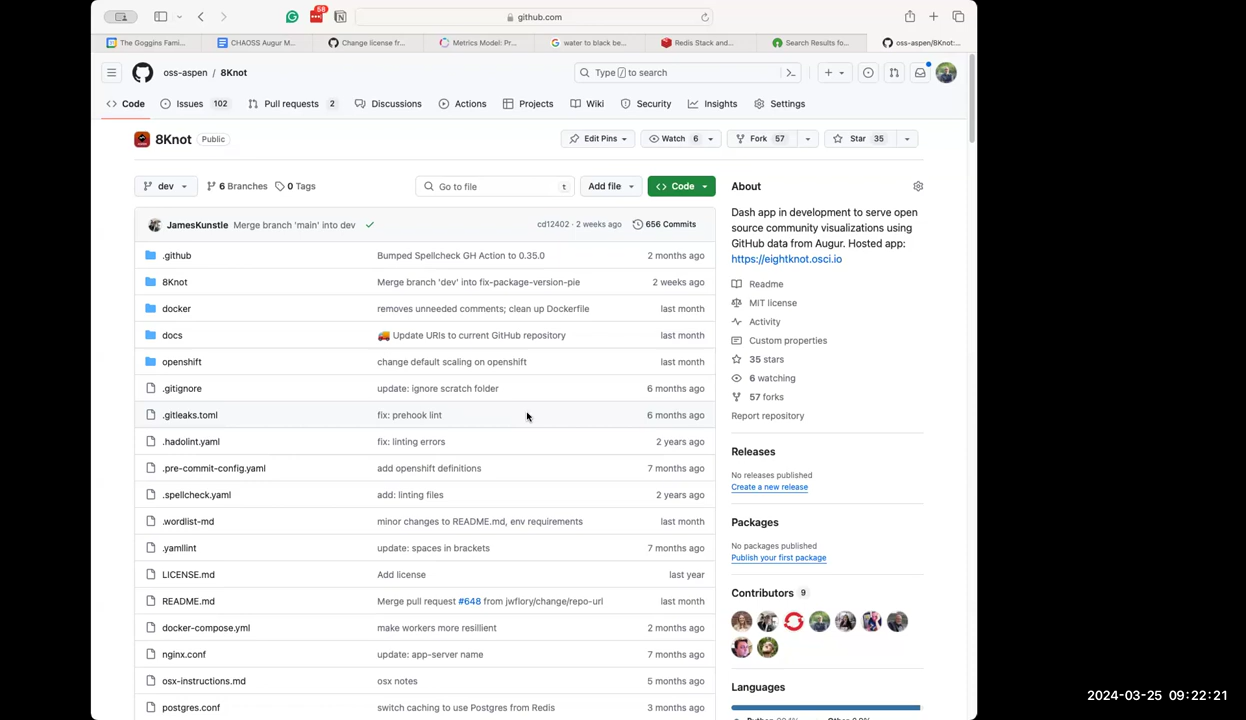 58
github.com
The Goggins Fami...
CHAOSS Augur M...
Change license fr...
Metrics Model: Pr...
water to black be...
Redis Stack and...
Search Results fo...
oss-aspen/8Knot:...
oss-aspen / 8Knot
Type / to search
Code
Issues 102
Pull requests 2
Discussions
Actions
Projects
Wiki
Security
Insights
Settings
8Knot Public
Edit Pins
Watch 6
Fork 57
Star 35
dev
6 Branches
0 Tags
Go to file t
Add file
Code
JamesKunstle Merge branch 'main' into dev
cd12402 · 2 weeks ago
656 Commits
.github Bumped Spellcheck GH Action to 0.35.0 2 months ago
8Knot Merge branch 'dev' into fix-package-version-pie 2 weeks ago
docker removes unneeded comments; clean up Dockerfile last month
docs 🚚 Update URIs to current GitHub repository last month
openshift change default scaling on openshift last month
.gitignore update: ignore scratch folder 6 months ago
.gitleaks.toml fix: prehook lint 6 months ago
.hadolint.yaml fix: linting errors 2 years ago
.pre-commit-config.yaml add openshift definitions 7 months ago
.spellcheck.yaml add: linting files 2 years ago
.wordlist-md minor changes to README.md, env requirements last month
.yamllint update: spaces in brackets 7 months ago
LICENSE.md Add license last year
README.md Merge pull request #648 from jwflory/change/repo-url last month
docker-compose.yml make workers more resillient 2 months ago
nginx.conf update: app-server name 7 months ago
osx-instructions.md osx notes 5 months ago
postgres.conf switch caching to use Postgres from Redis 3 months ago
About
Dash app in development to serve open
source community visualizations using
GitHub data from Augur. Hosted app:
https://eightknot.osci.io
Readme
MIT license
Activity
Custom properties
35 stars
6 watching
57 forks
Report repository
Releases
No releases published
Create a new release
Packages
No packages published
Publish your first package
Contributors 9
Languages
2024-03-25 09:22:21